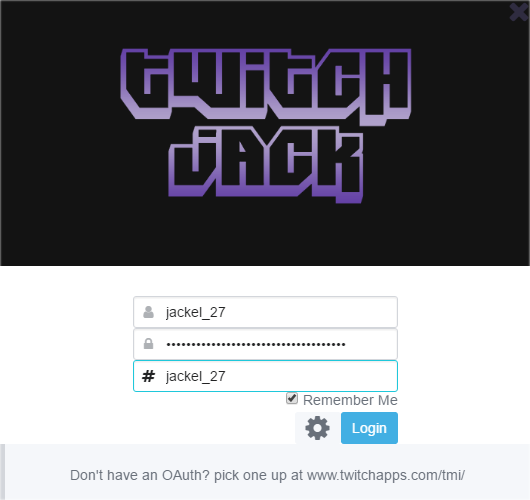 TWITCH
JACK
jackel_27
••••••••••••••••••••••••••••••••••••
# jackel_27
Remember Me
Login
Don't have an OAuth? pick one up at www.twitchapps.com/tmi/